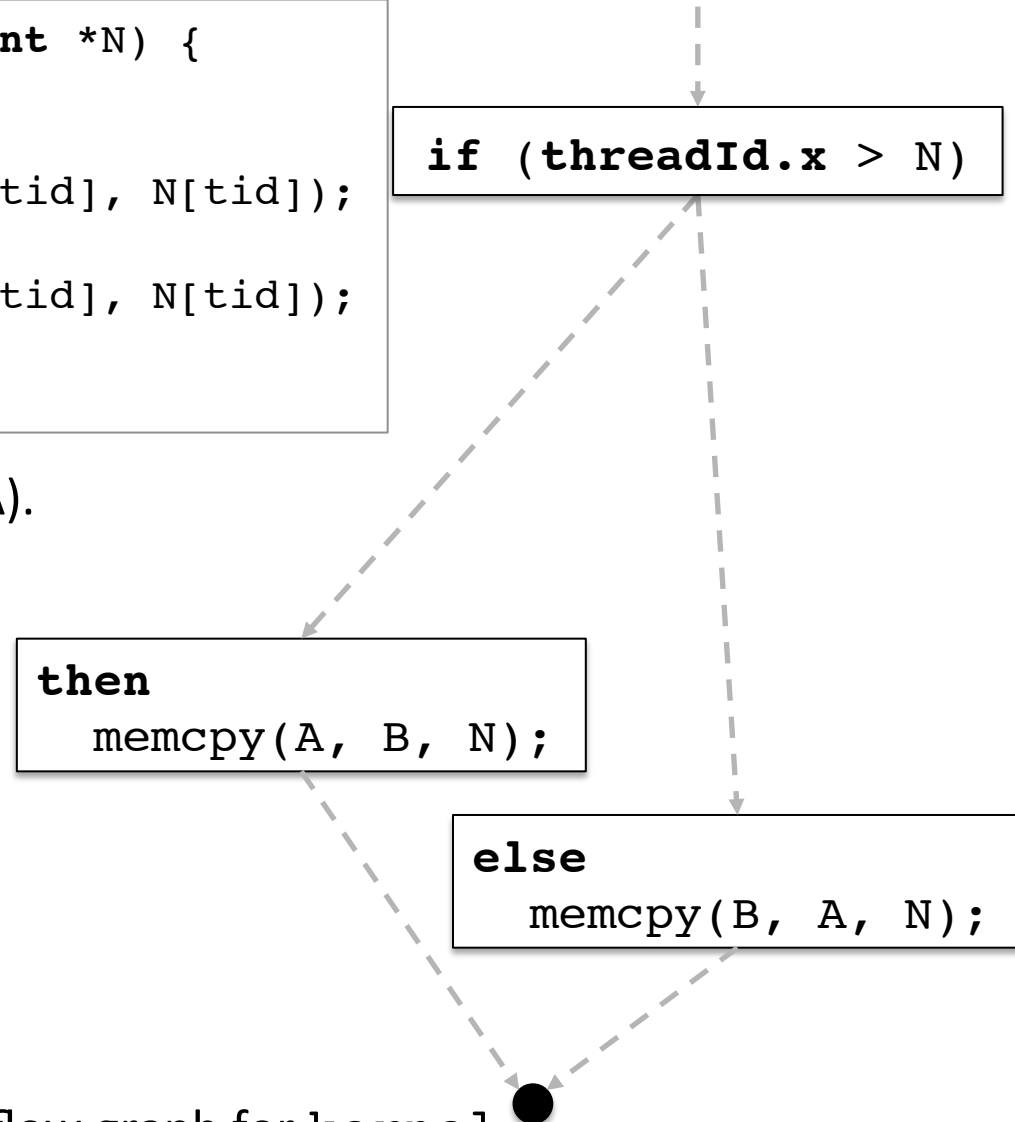 nt *N) {
tid], N[tid]);
tid], N[tid]);
if (threadId.x > N)
).
then
memcpy(A, B, N);
else
memcpy(B, A, N);
flow graph for kernel